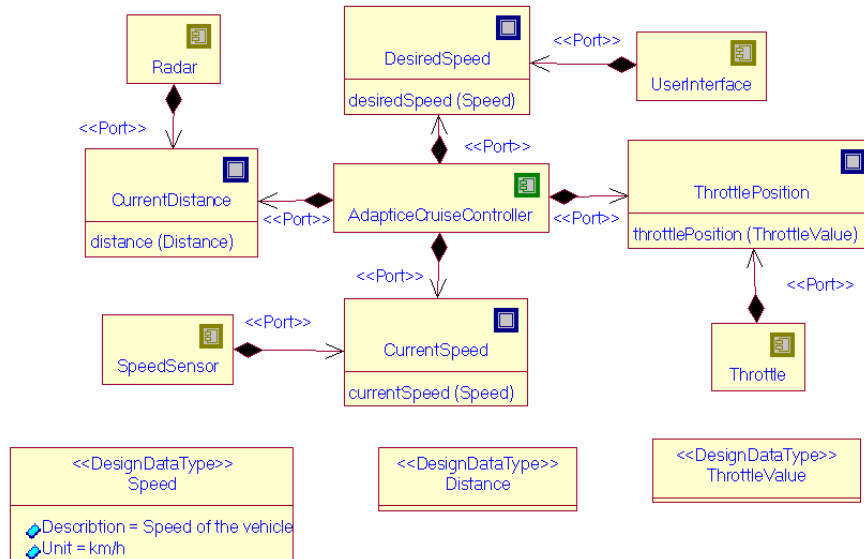 Radar
<<Port>>
DesiredSpeed
desiredSpeed (Speed)
<<Port>>
UserInterface
<<Port>>
CurrentDistance
distance (Distance)
<<Port>>
AdapticeCruiseController
<<Port>>
ThrottlePosition
throttlePosition (ThrottleValue)
<<Port>>
<<Port>>
Throttle
SpeedSensor
<<Port>>
<<Port>>
CurrentSpeed
currentSpeed (Speed)
<<DesignDataType>>
Speed
Describtion = Speed of the vehicle
Unit = km/h
<<DesignDataType>>
Distance
<<DesignDataType>>
ThrottleValue